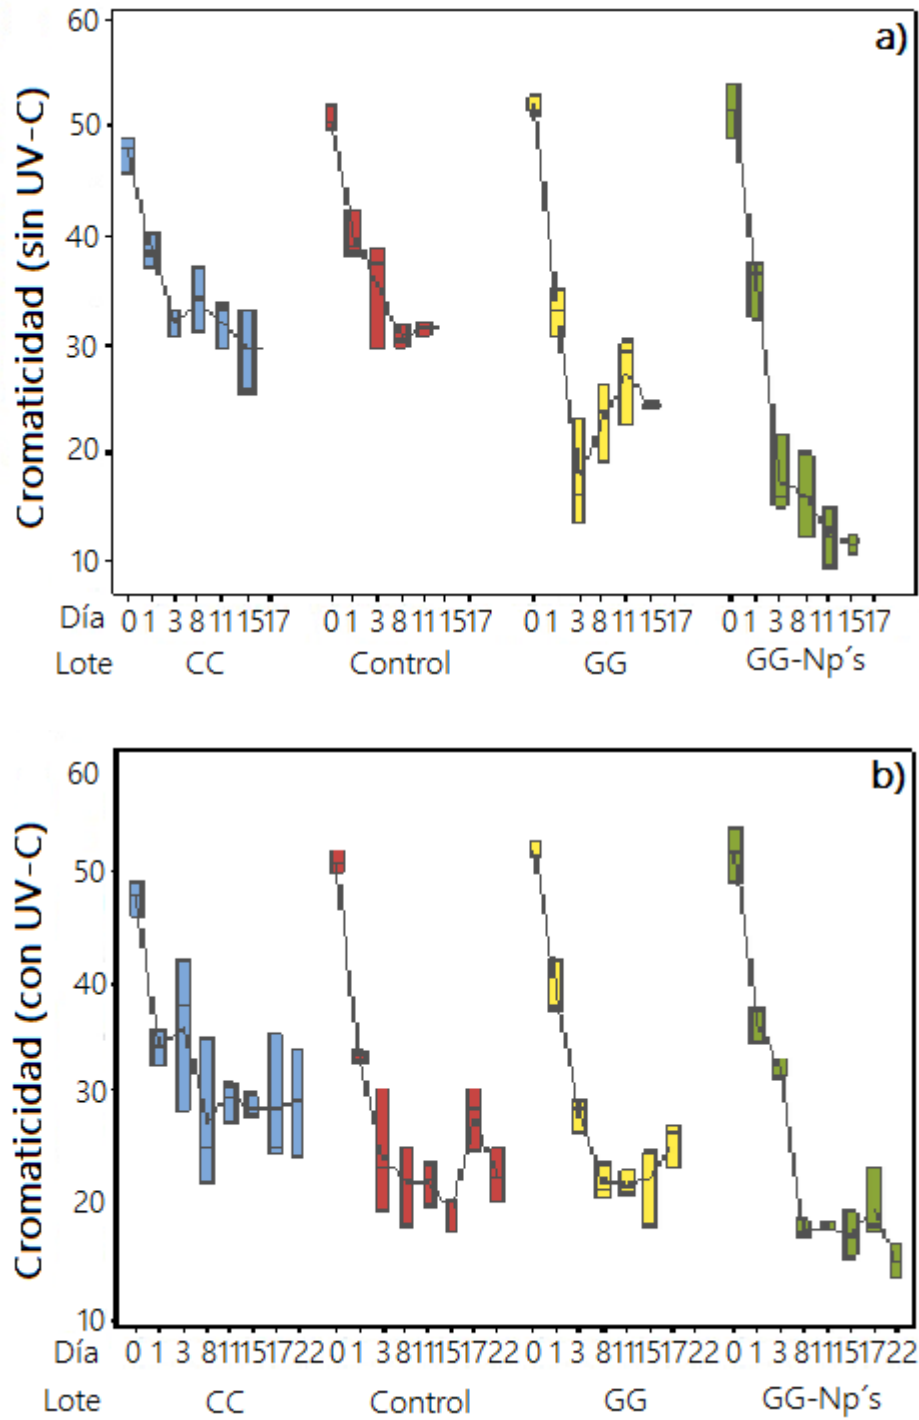 a)
Cromaticidad (sin UV-C)
60
50
40
30
20
10
Día 0 1 3 8 11 15 17 0 1 3 8 11 15 17 0 1 3 8 11 15 17 0 1 3 8 11 15 17
Lote CC Control GG GG-Np´s
b)
Cromaticidad (con UV-C)
60
50
40
30
20
10
Día 0 1 3 8 11 15 17 22 0 1 3 8 11 15 17 22 0 1 3 8 11 15 17 22 0 1 3 8 11 15 17 22
Lote CC Control GG GG-Np´s